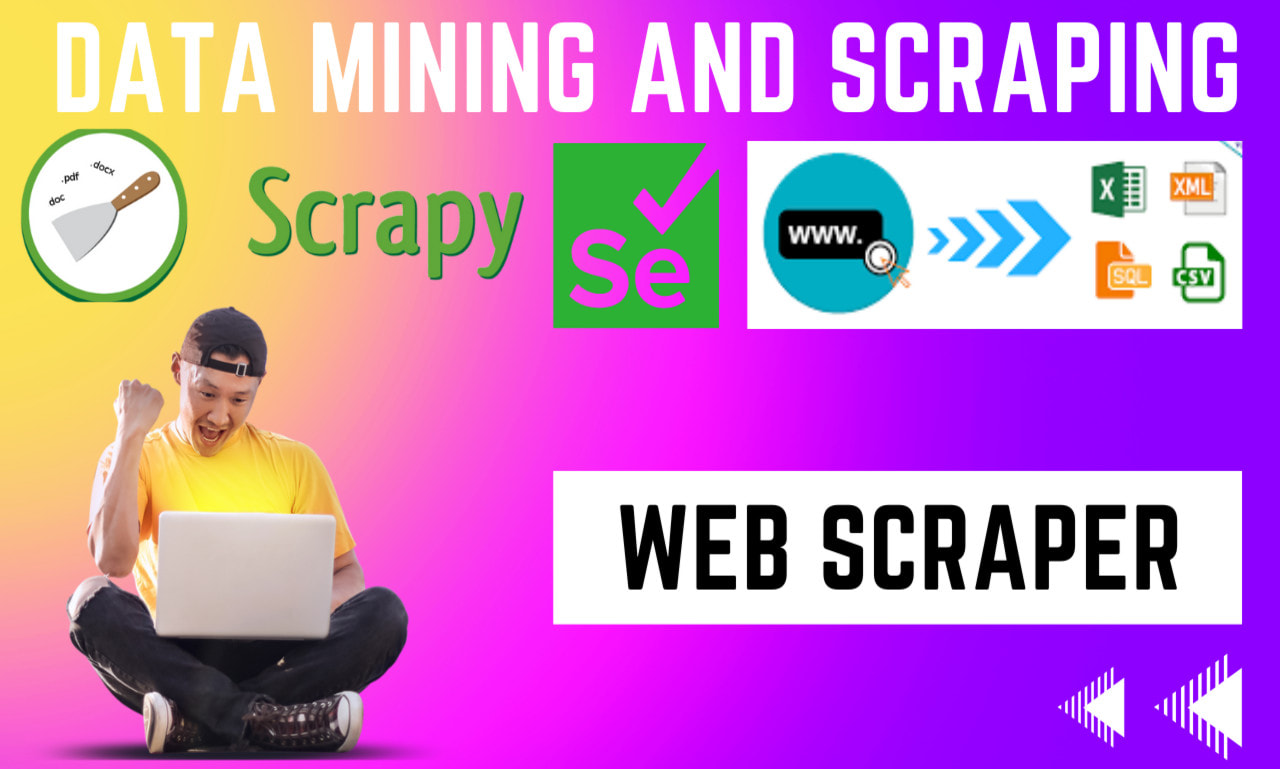 DATA MINING AND SCRAPING
.docx
.pdf
doc
Scrapy
Se
www.
X
XML
SQL
CSV
WEB SCRAPER